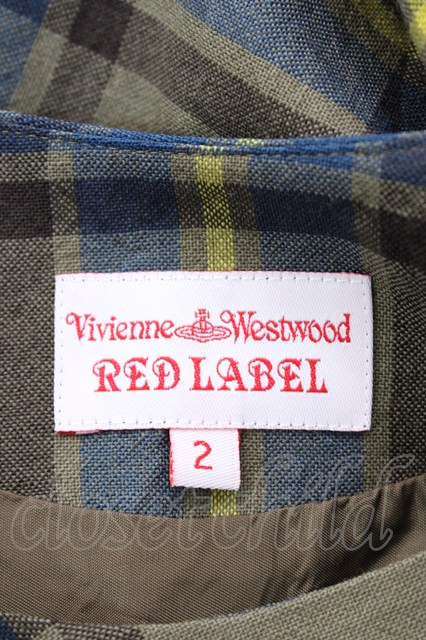 Vivienne Westwood
RED LABEL
2
closet child